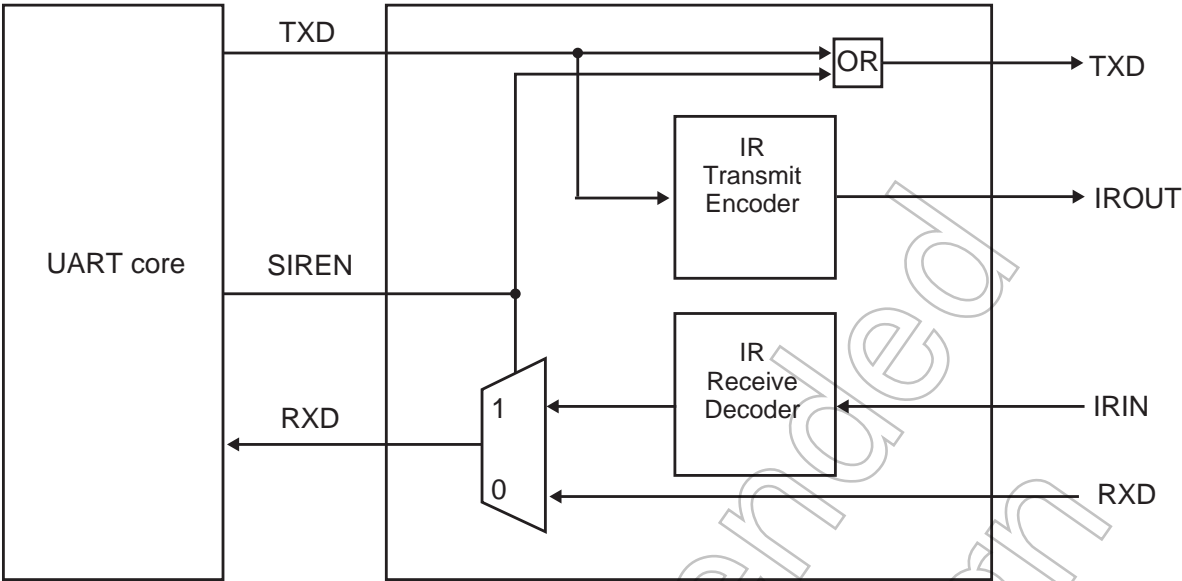 TXD
OR
TXD
IR
Transmit
Encoder
IROUT
UART core
SIREN
IR
Receive
Decoder
1
IRIN
RXD
0
RXD